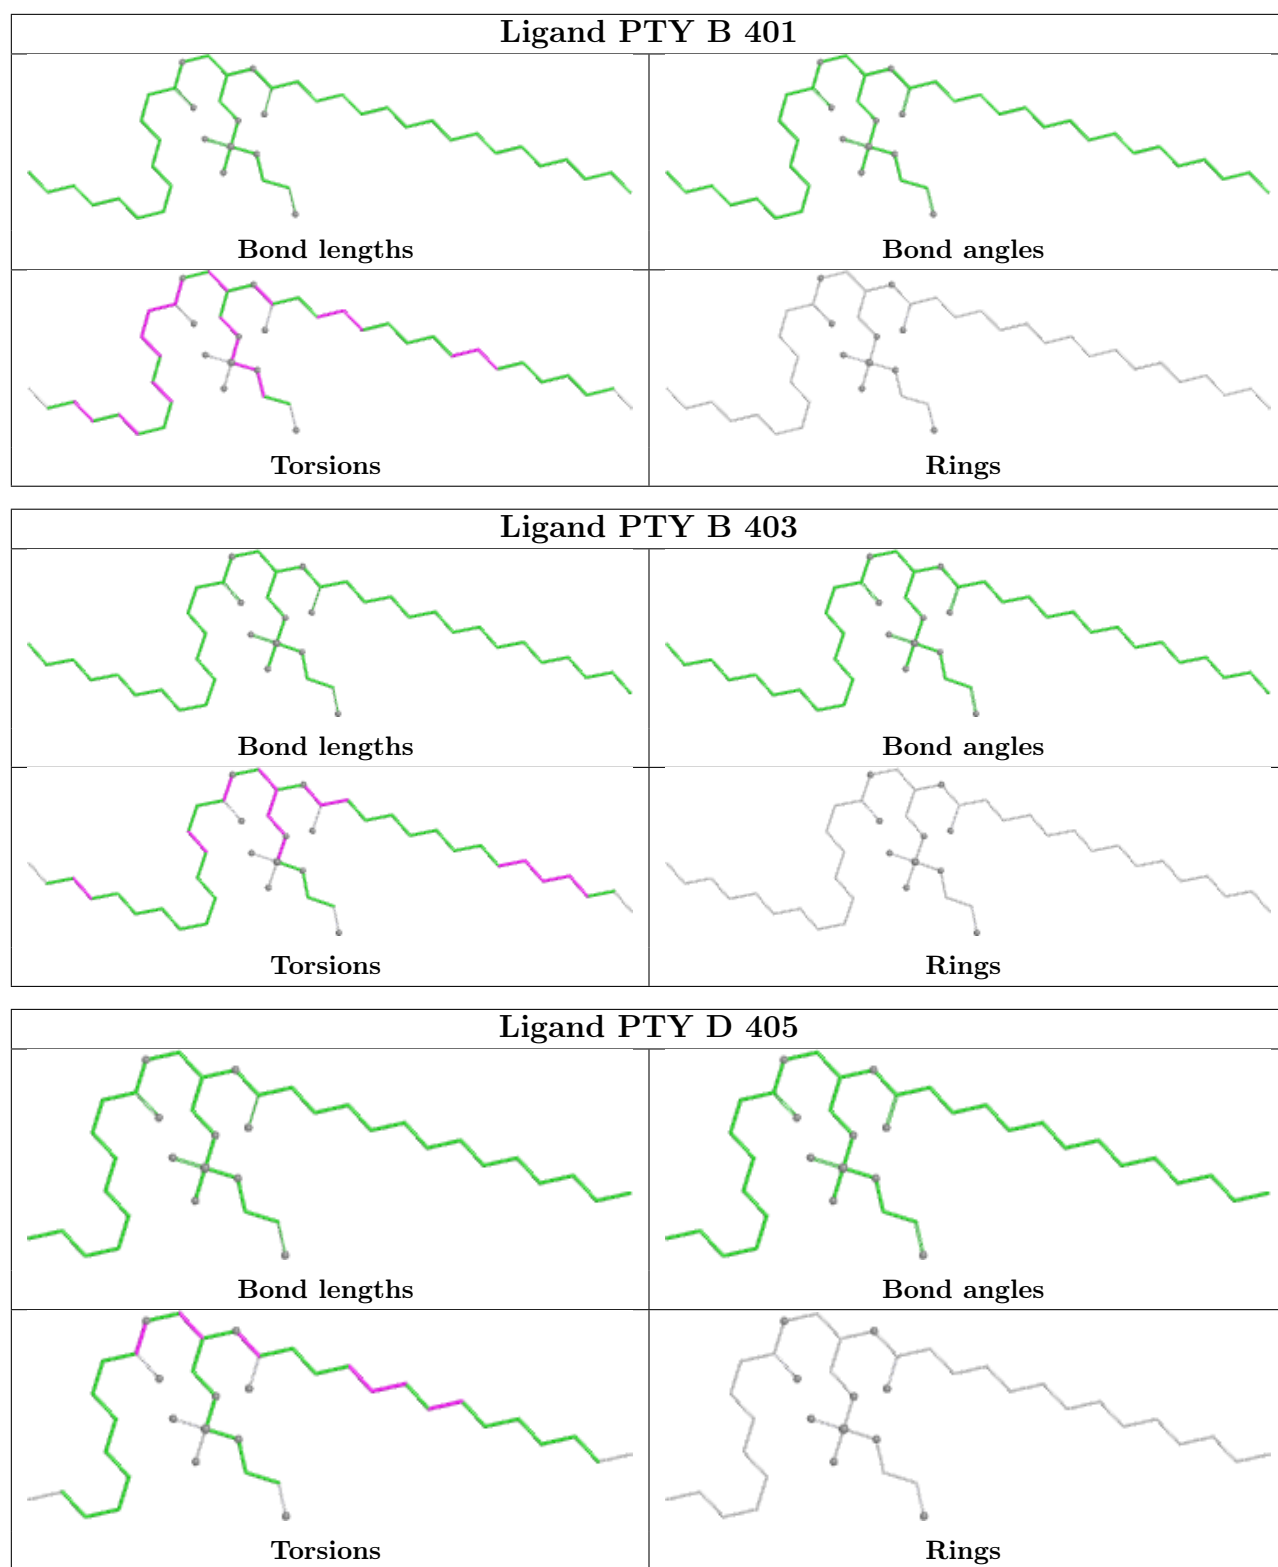 Ligand PTY B 401
Bond lengths
Bond angles
Torsions
Rings
Ligand PTY B 403
Bond lengths
Bond angles
Torsions
Rings
Ligand PTY D 405
Bond lengths
Bond angles
Torsions
Rings